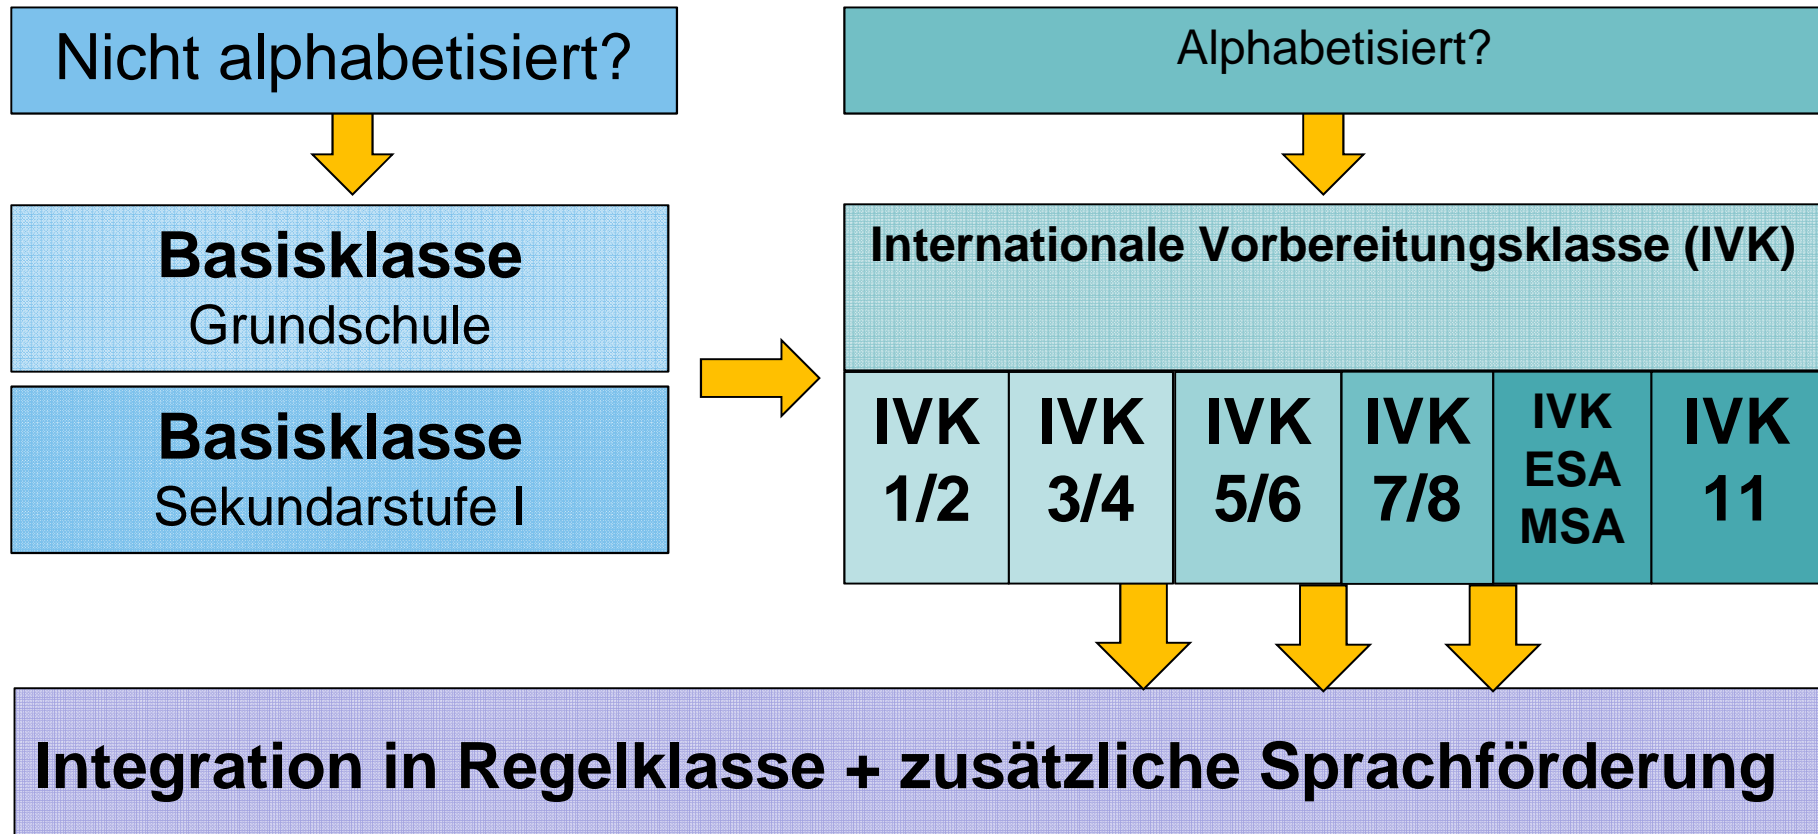 Nicht alphabetisiert?
Alphabetisiert?
Basisklasse
Grundschule
Basisklasse
Sekundarstufe I
Internationale Vorbereitungsklasse (IVK)
IVK
1/2
IVK
3/4
IVK
5/6
IVK
7/8
IVK
ESA
MSA
IVK
11
Integration in Regelklasse + zusätzliche Sprachförderung